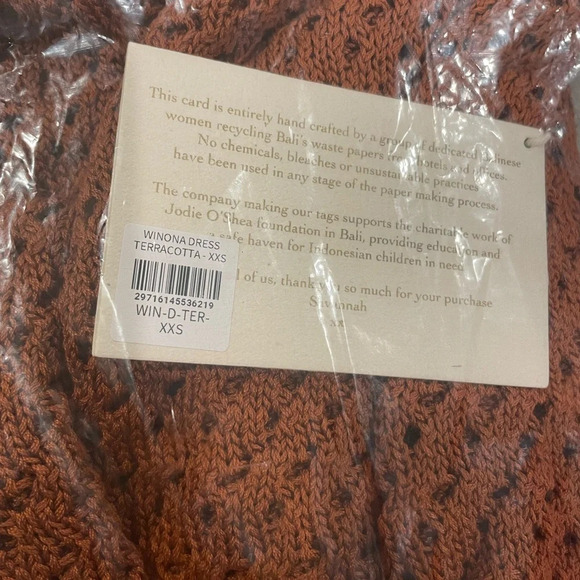 This card is entirely hand crafted by a group of dedicated
women recycling Bali's waste papers from hotels and offices.
No chemicals, bleaches or unsustainable practices
have been used in any stage of the paper making process.
The company making our tags supports the charitable work of
Jodie O'Shea foundation in Bali, providing education and
safe haven for Indonesian children in need
of us, thank you so much for your purchase
Savannah
xx
WINONA DRESS
TERRACOTTA - XXS
29716145536219
WIN-D-TER-
XXS